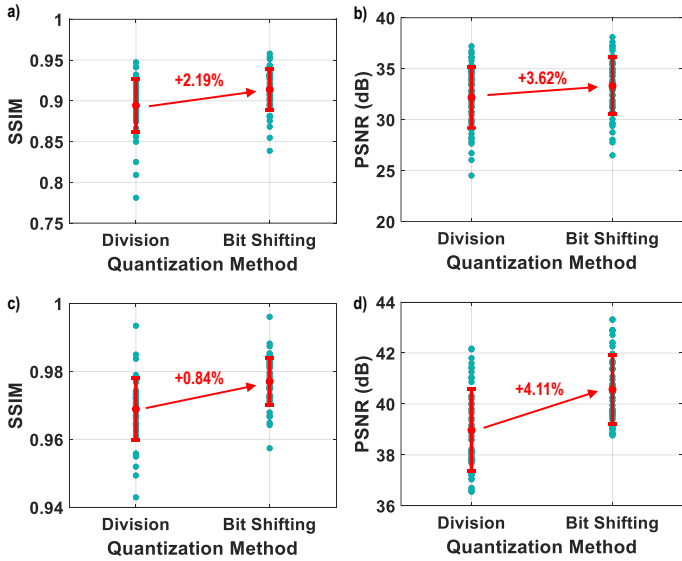 a)
1
0.95
0.9
0.85
0.8
0.75
SSIM
+2.19%
Division
Bit Shifting
Quantization Method
b)
40
35
30
25
20
PSNR (dB)
+3.62%
Division
Bit Shifting
Quantization Method
c)
1
0.98
0.96
0.94
SSIM
+0.84%
Division
Bit Shifting
Quantization Method
d)
44
42
40
38
36
PSNR (dB)
+4.11%
Division
Bit Shifting
Quantization Method